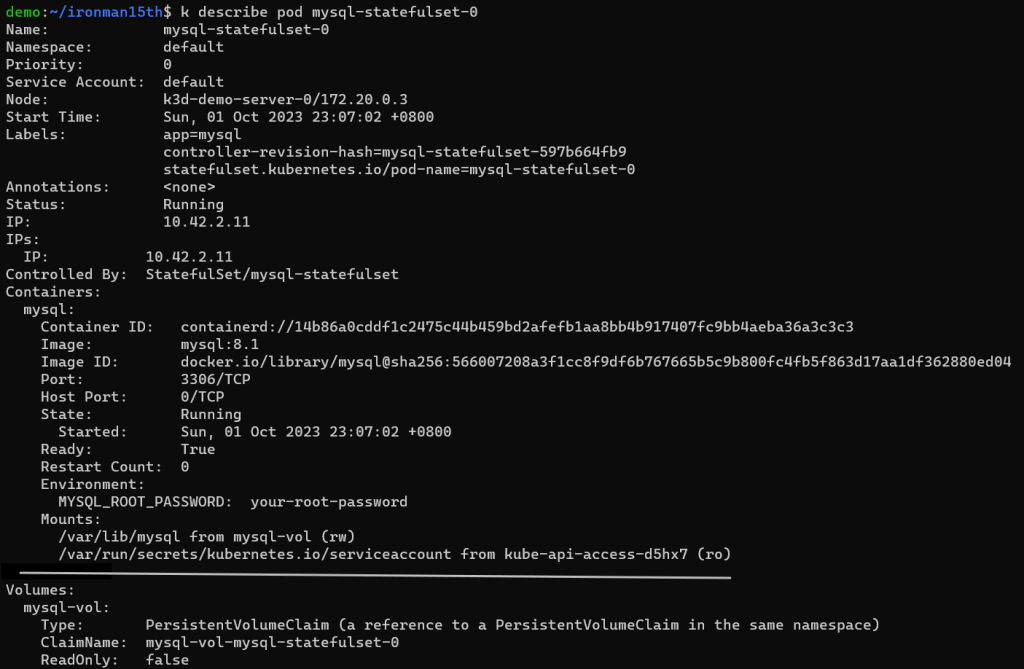 demo:~/ironman15th$ k describe pod mysql-statefulset-0
Name:             mysql-statefulset-0
Namespace:        default
Priority:         0
Service Account:  default
Node:             k3d-demo-server-0/172.20.0.3
Start Time:       Sun, 01 Oct 2023 23:07:02 +0800
Labels:           app=mysql
                  controller-revision-hash=mysql-statefulset-597b664fb9
                  statefulset.kubernetes.io/pod-name=mysql-statefulset-0
Annotations:      <none>
Status:           Running
IP:               10.42.2.11
IPs:
  IP:           10.42.2.11
Controlled By:  StatefulSet/mysql-statefulset
Containers:
  mysql:
    Container ID:   containerd://14b86a0cddf1c2475c44b459bd2afefb1aa8bb4b917407fc9bb4aeba36a3c3c3
    Image:          mysql:8.1
    Image ID:       docker.io/library/mysql@sha256:566007208a3f1cc8f9df6b767665b5c9b800fc4fb5f863d17aa1df362880ed04
    Port:           3306/TCP
    Host Port:      0/TCP
    State:          Running
      Started:      Sun, 01 Oct 2023 23:07:02 +0800
    Ready:          True
    Restart Count:  0
    Environment:
      MYSQL_ROOT_PASSWORD:  your-root-password
    Mounts:
      /var/lib/mysql from mysql-vol (rw)
      /var/run/secrets/kubernetes.io/serviceaccount from kube-api-access-d5hx7 (ro)
Volumes:
  mysql-vol:
    Type:       PersistentVolumeClaim (a reference to a PersistentVolumeClaim in the same namespace)
    ClaimName:  mysql-vol-mysql-statefulset-0
    ReadOnly:   false